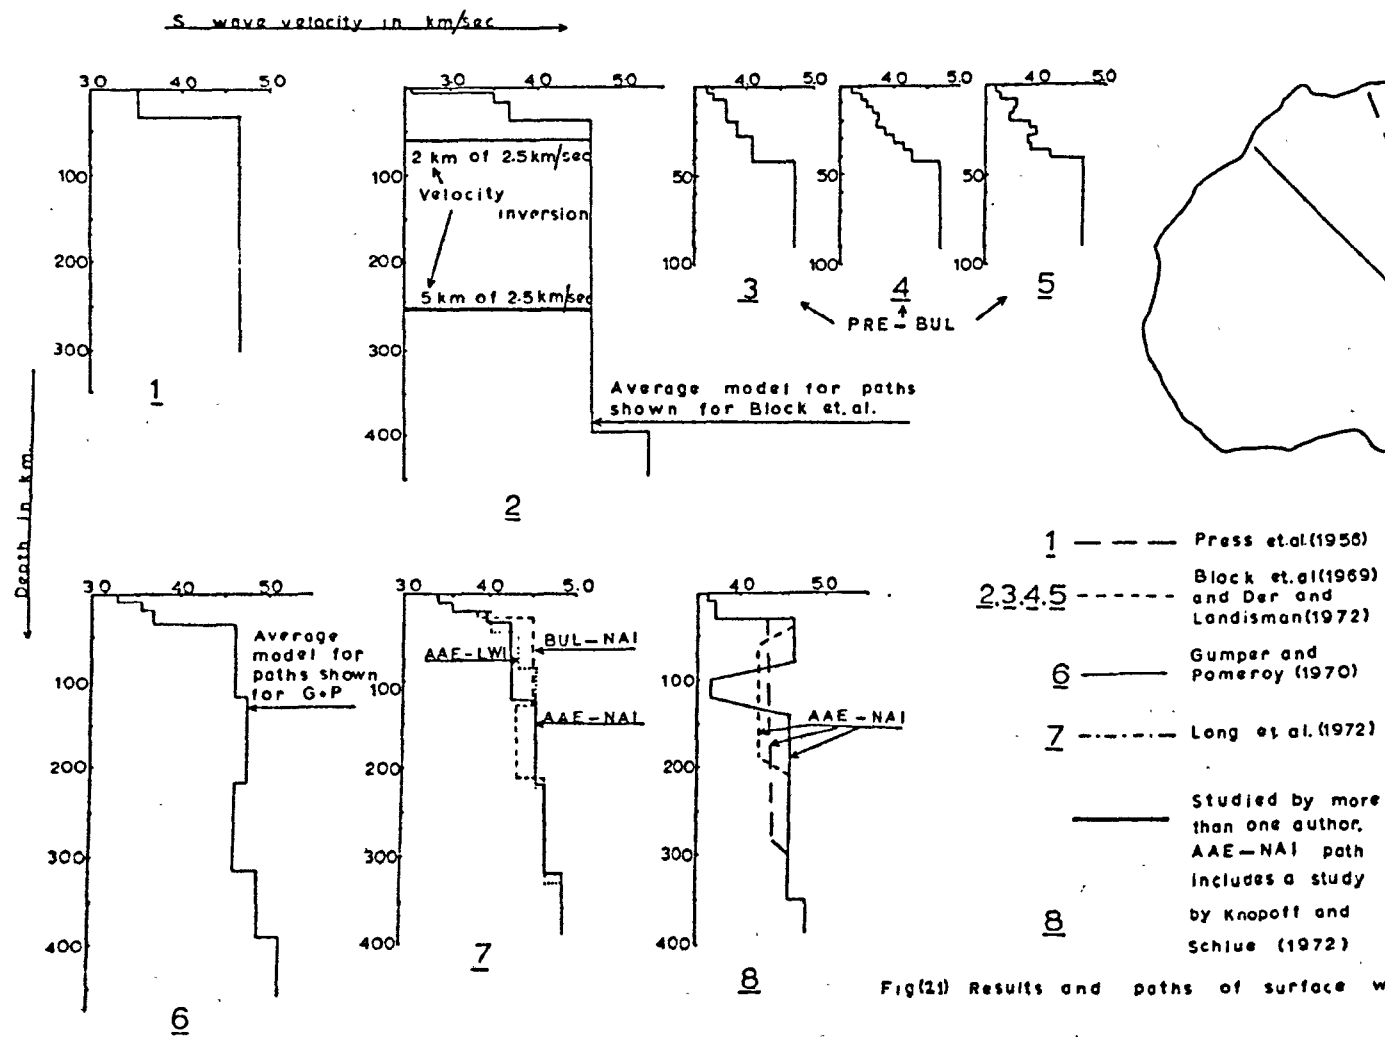 S wave velocity in km/sec
Depth in km.
3.0 4.0 5.0
100
200
300
1
3.0 4.0 5.0
2 km of 2.5 km/sec
100
Velocity
inversion
200
5 km of 2.5 km/sec
300
400
Average model for paths
shown for Block et.al.
2
4.0 5.0
50
100
3
4.0 5.0
50
100
4
4.0 5.0
50
100
5
PRE-BUL
3.0 4.0 5.0
Average
model for
paths shown
for G+P
100
200
300
400
6
3.0 4.0 5.0
BUL-NAI
AAE-LWI
100
AAE-NAI
200
300
400
7
4.0 5.0
100
AAE-NAI
200
300
400
8
1 Press et.al.(1956)
2.3.4.5 Block et.al(1969)
and Der and
Landisman(1972)
6 Gumper and
Pomeroy (1970)
7 Long et. al. (1972)
Studied by more
than one author.
AAE-NAI path
includes a study
8 by Knopoff and
Schlue (1972)
Fig(21) Results and paths of surface w